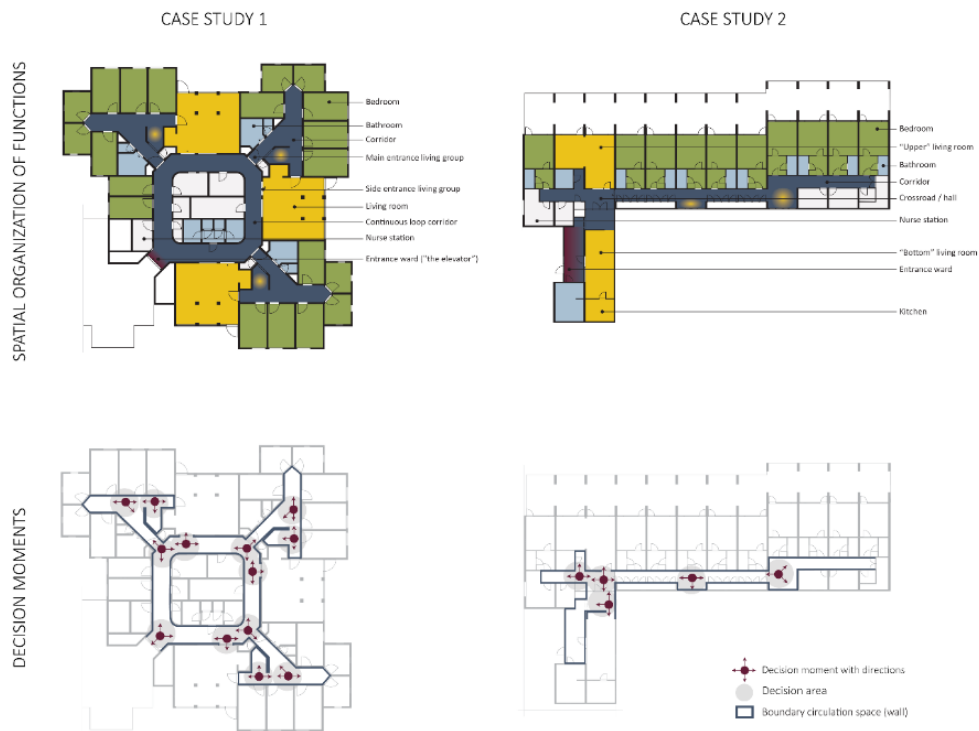 CASE STUDY 1
CASE STUDY 2
SPATIAL ORGANIZATION OF FUNCTIONS
Bedroom
Bathroom
Corridor
Main entrance living group
Side entrance living group
Living room
Continuous loop corridor
Nurse station
Entrance ward ("the elevator")
Bedroom
"Upper" living room
Bathroom
Corridor
Crossroad / hall
Nurse station
"Bottom" living room
Entrance ward
Kitchen
DECISION MOMENTS
Decision moment with directions
Decision area
Boundary circulation space (wall)